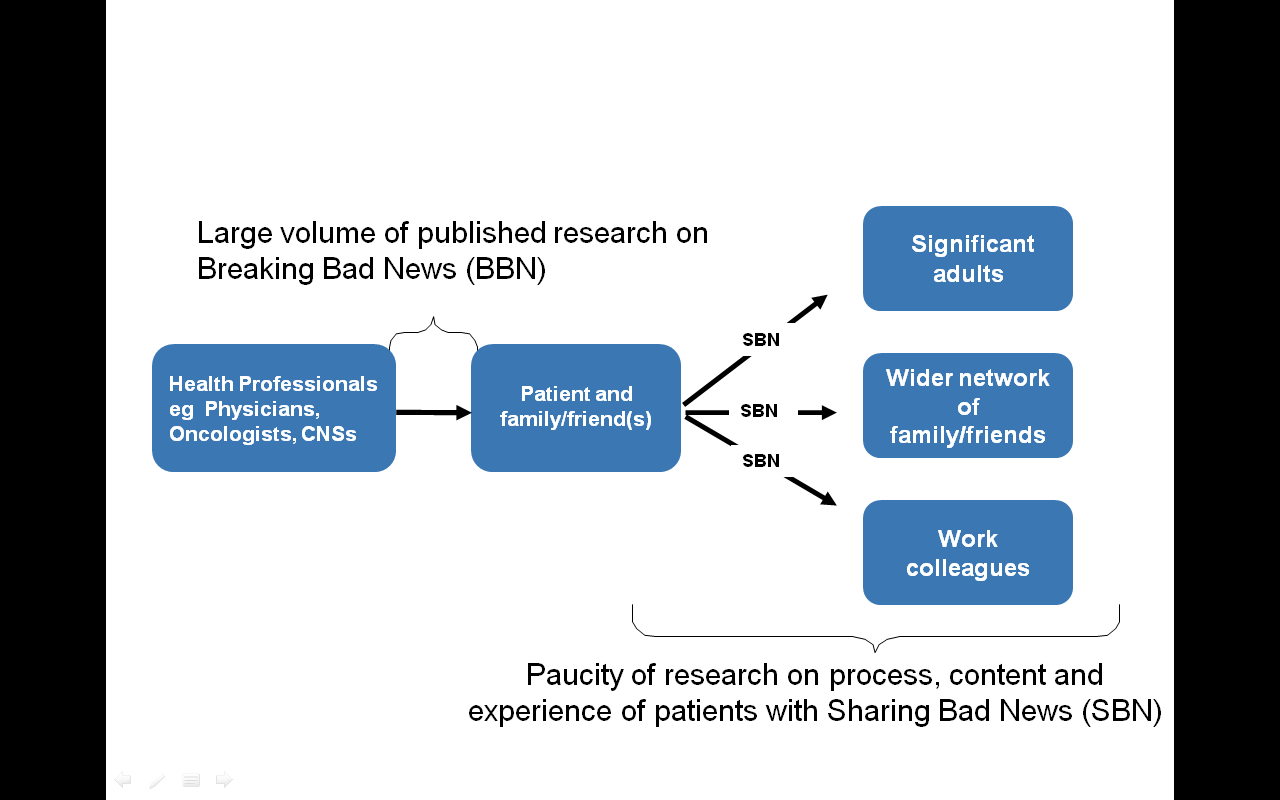 Large volume of published research on
Breaking Bad News (BBN)
Health Professionals
eg  Physicians,
Oncologists, CNSs
Patient and
family/friend(s)
SBN
SBN
SBN
Significant
adults
Wider network
of
family/friends
Work
colleagues
Paucity of research on process, content and
experience of patients with Sharing Bad News (SBN)